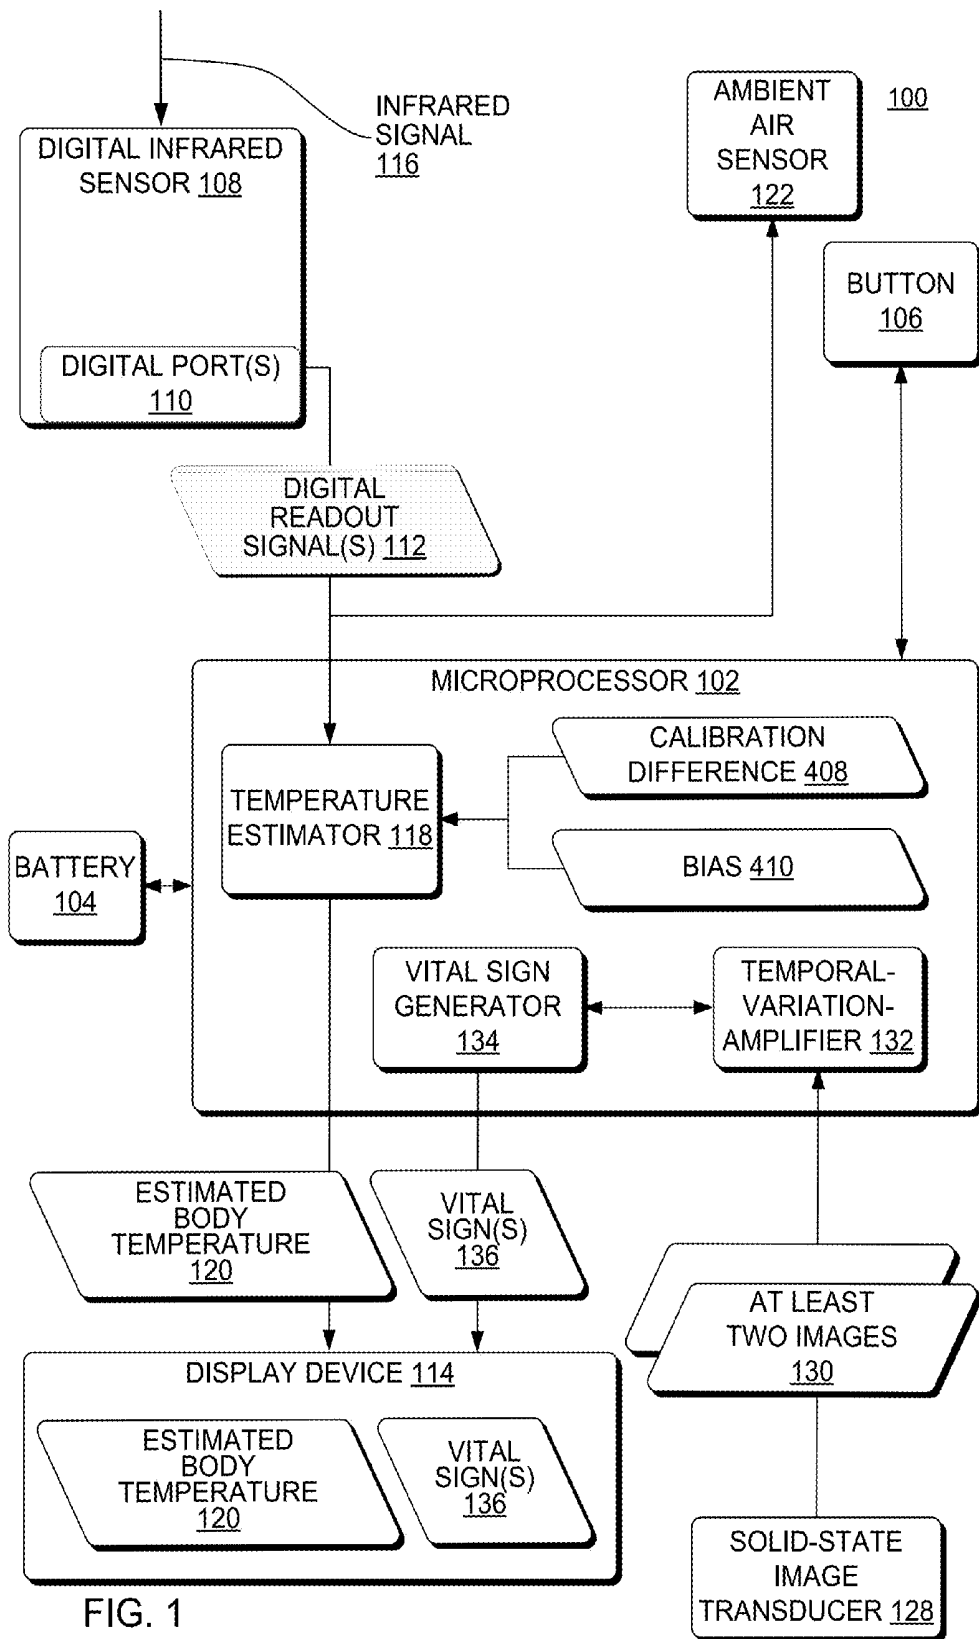 INFRARED
SIGNAL
116
AMBIENT
AIR
SENSOR
122
100
DIGITAL INFRARED
SENSOR 108
BUTTON
106
DIGITAL PORT(S)
110
DIGITAL
READOUT
SIGNAL(S) 112
MICROPROCESSOR 102
CALIBRATION
DIFFERENCE 408
TEMPERATURE
ESTIMATOR 118
BIAS 410
BATTERY
104
VITAL SIGN
GENERATOR
134
TEMPORAL-
VARIATION-
AMPLIFIER 132
ESTIMATED
BODY
TEMPERATURE
120
VITAL
SIGN(S)
136
AT LEAST
TWO IMAGES
130
DISPLAY DEVICE 114
ESTIMATED
BODY
TEMPERATURE
120
VITAL
SIGN(S)
136
SOLID-STATE
IMAGE
TRANSDUCER 128
FIG. 1